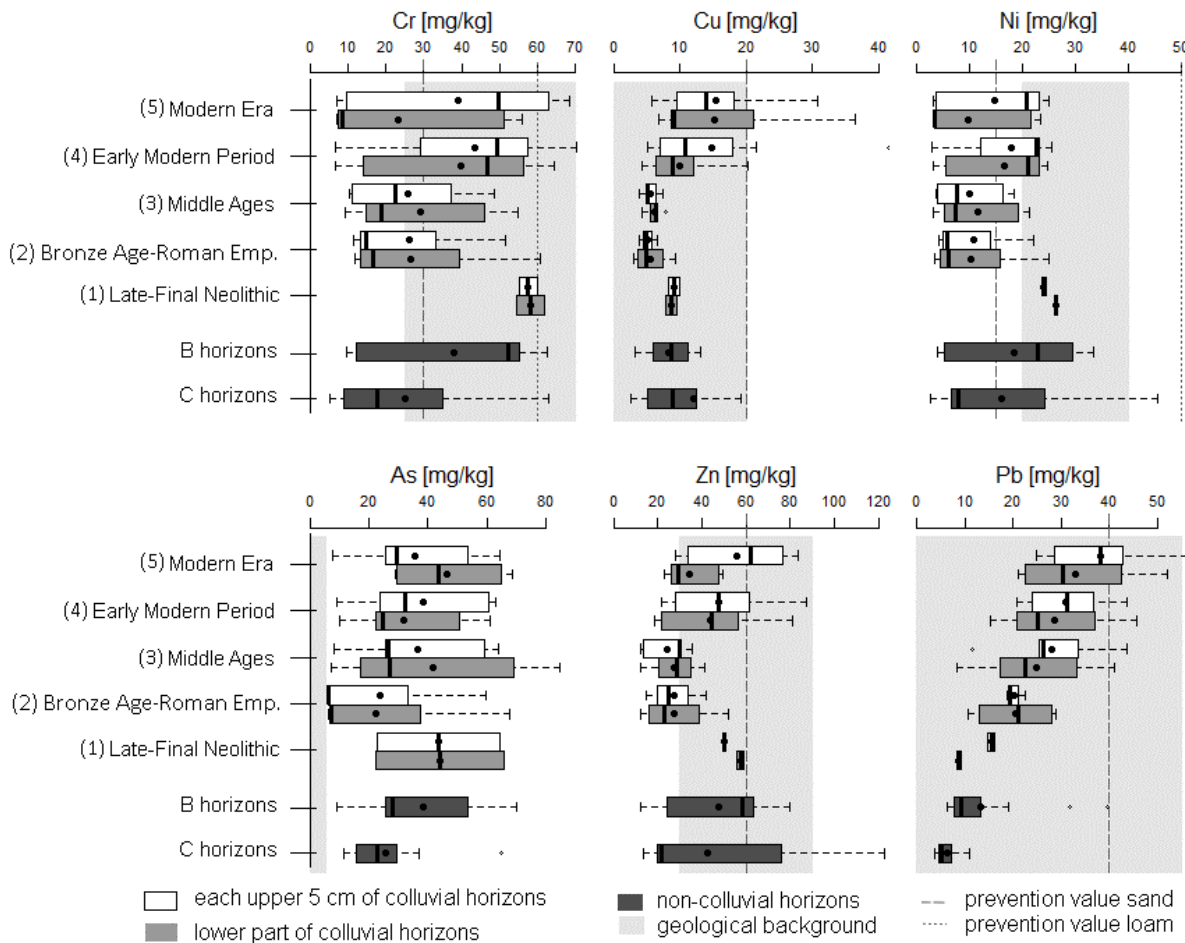 Cr [mg/kg] Cu [mg/kg] Ni [mg/kg]
0 10 20 30 40 50 60 70 0 10 20 30 40 0 10 20 30 40 50
(5) Modern Era
(4) Early Modern Period
(3) Middle Ages
(2) Bronze Age-Roman Emp.
(1) Late-Final Neolithic
B horizons
C horizons
As [mg/kg] Zn [mg/kg] Pb [mg/kg]
0 20 40 60 80 0 20 40 60 80 100 120 0 10 20 30 40 50
(5) Modern Era
(4) Early Modern Period
(3) Middle Ages
(2) Bronze Age-Roman Emp.
(1) Late-Final Neolithic
B horizons
C horizons
each upper 5 cm of colluvial horizons non-colluvial horizons prevention value sand
lower part of colluvial horizons geological background prevention value loam